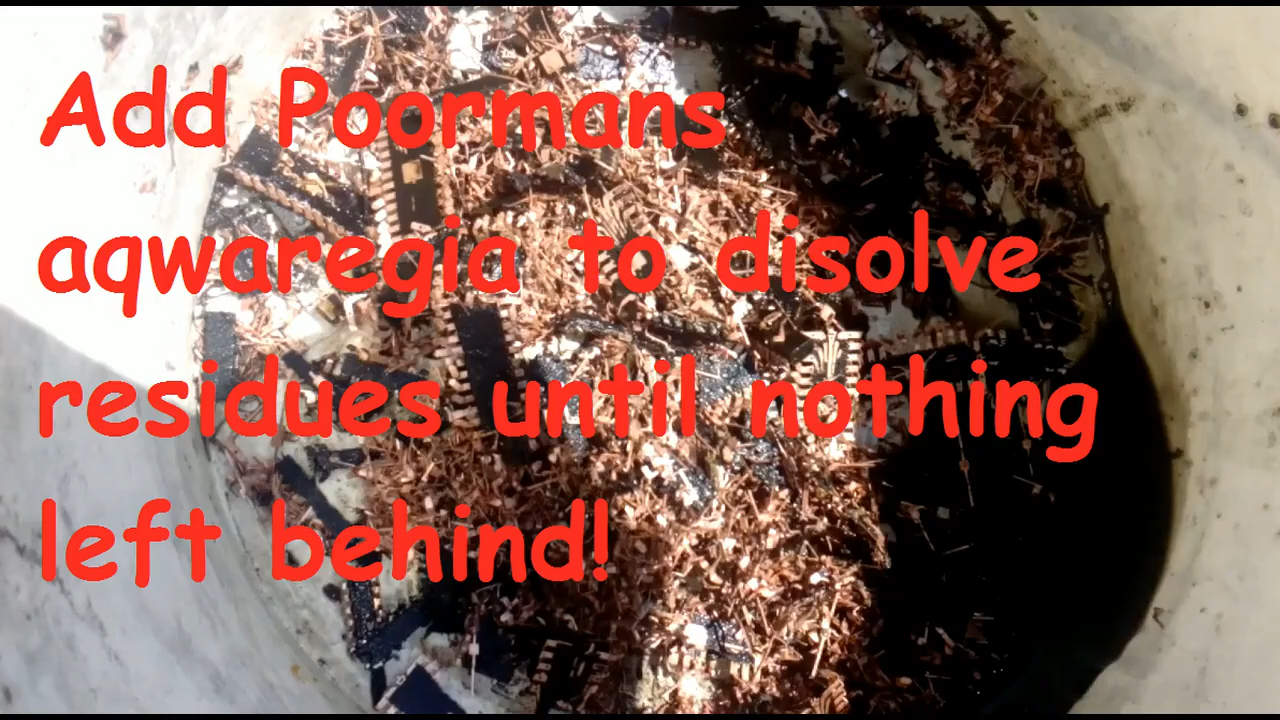 Add Poormans
aqwaregia to disolve
residues until nothing
left behind!